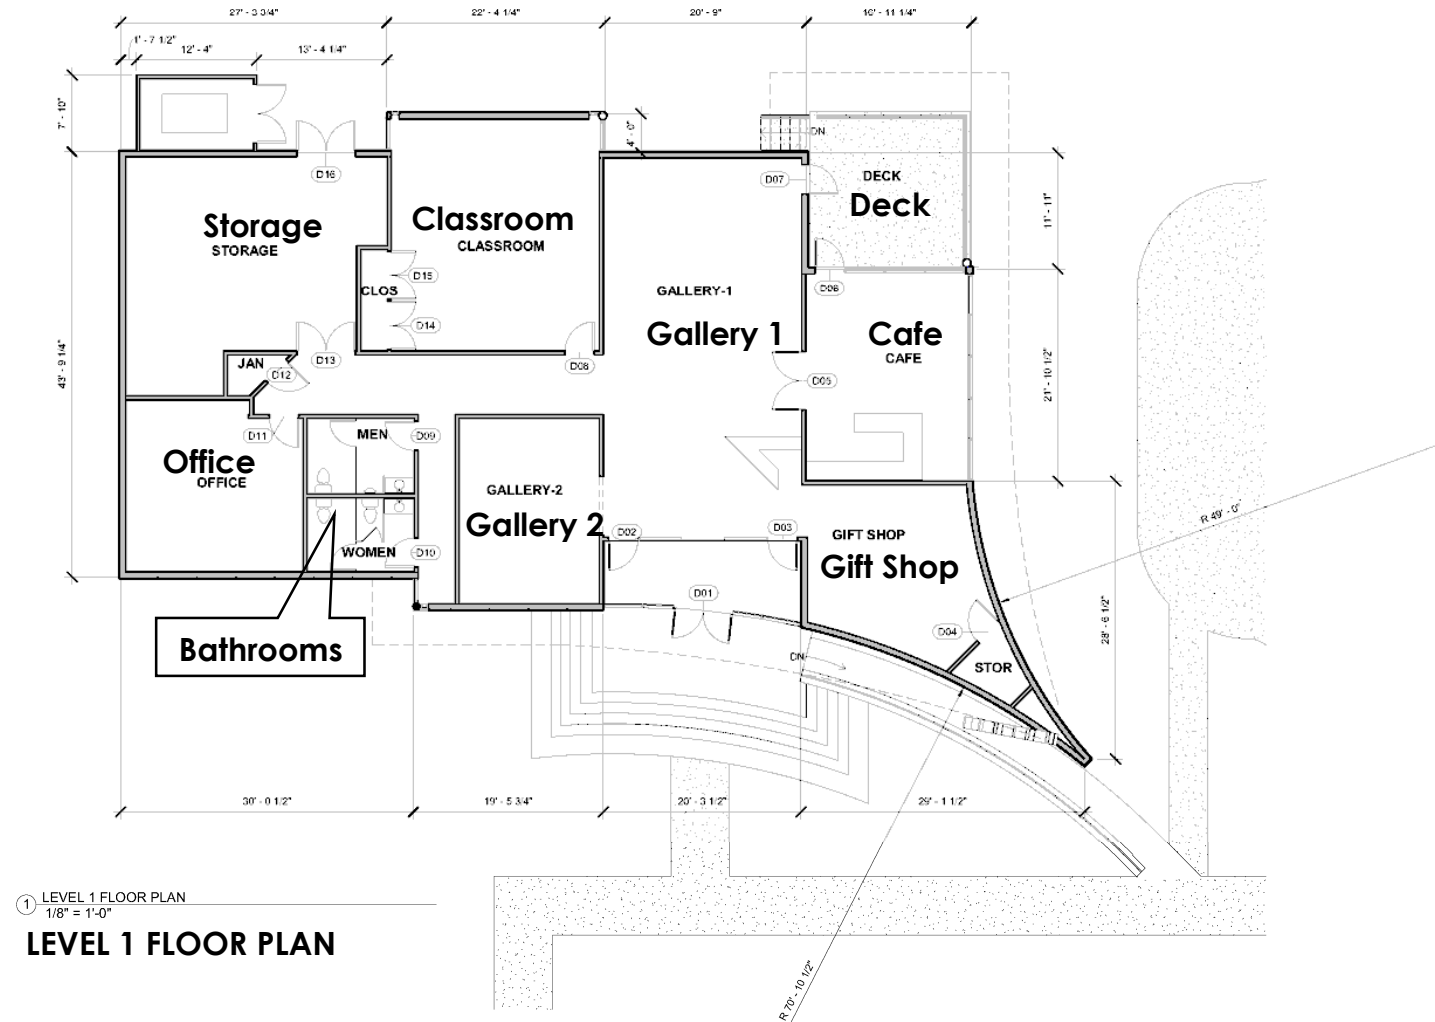 27' - 3 3/4"
22' - 4 1/4"
20' - 9"
16' - 11 1/4"
1' - 7 1/2"
12' - 4"
13' - 4 1/4"
7' - 10"
4' - 0"
DN
D16
D07
DECK
Deck
11' - 11"
Storage
STORAGE
Classroom
CLASSROOM
D15
CLOS
D14
GALLERY-1
Gallery 1
D06
Cafe
CAFE
43' - 9 1/4"
D13
JAN
D12
D08
D05
21' - 10 1/2"
D11
MEN
D09
Office
OFFICE
GALLERY-2
Gallery 2
D02
D03
GIFT SHOP
Gift Shop
R 49' - 0"
WOMEN
D10
D01
D04
28' - 6 1/2"
Bathrooms
DN
STOR
30' - 0 1/2"
19' - 5 3/4"
20' - 3 1/2"
29' - 1 1/2"
1
LEVEL 1 FLOOR PLAN
1/8" = 1'-0"
LEVEL 1 FLOOR PLAN
R 70' - 10 1/2"